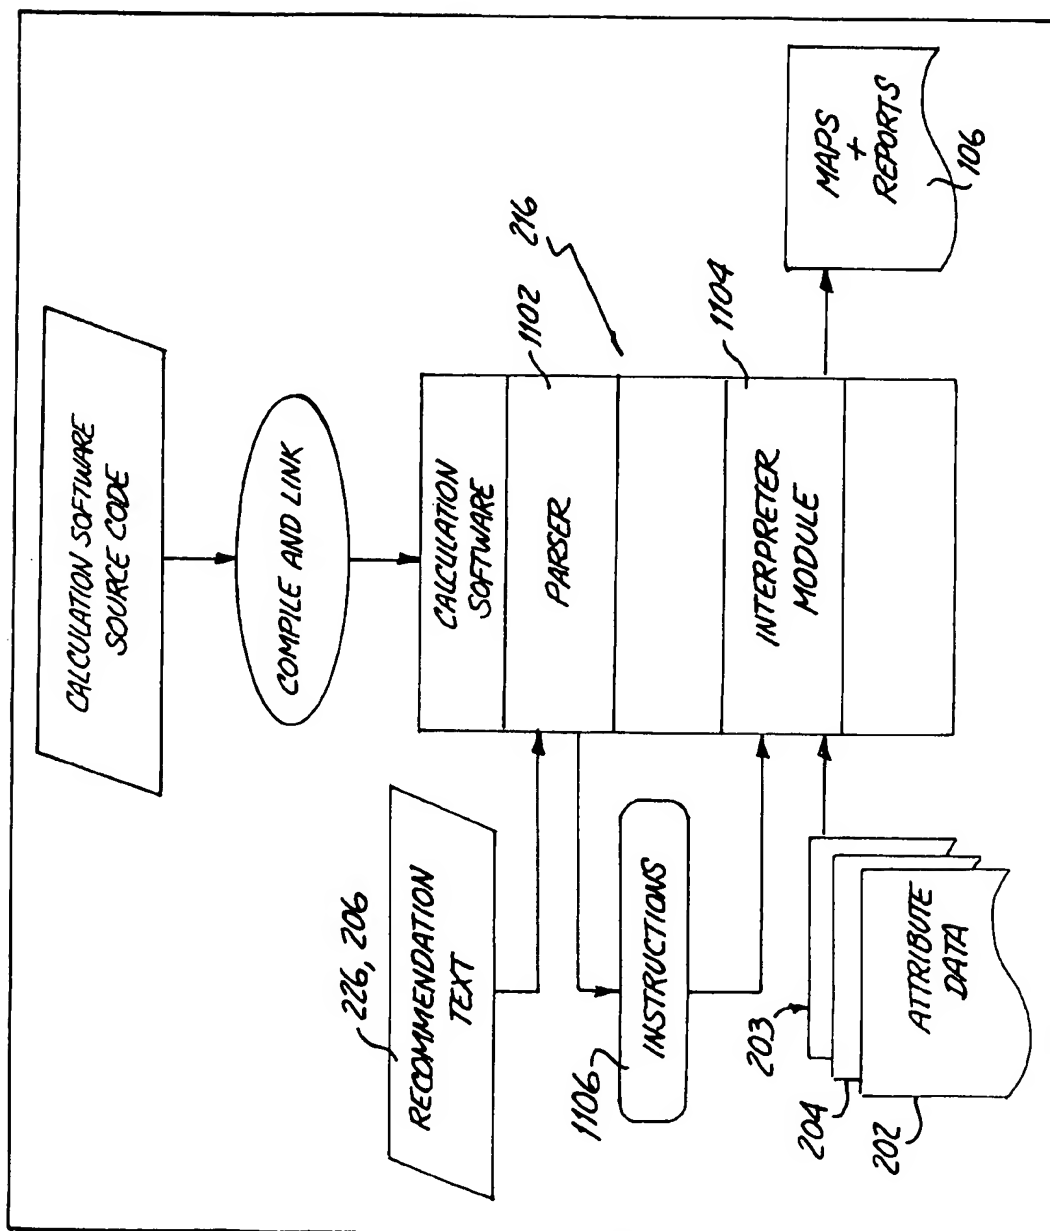 CALCULATION SOFTWARE
SOURCE CODE
COMPILE AND LINK
226, 206
RECOMMENDATION
TEXT
CALCULATION
SOFTWARE
216
PARSER
1102
1106
INSTRUCTIONS
INTERPRETER
MODULE
1104
203
204
202
ATTRIBUTE
DATA
MAPS
+
REPORTS
106